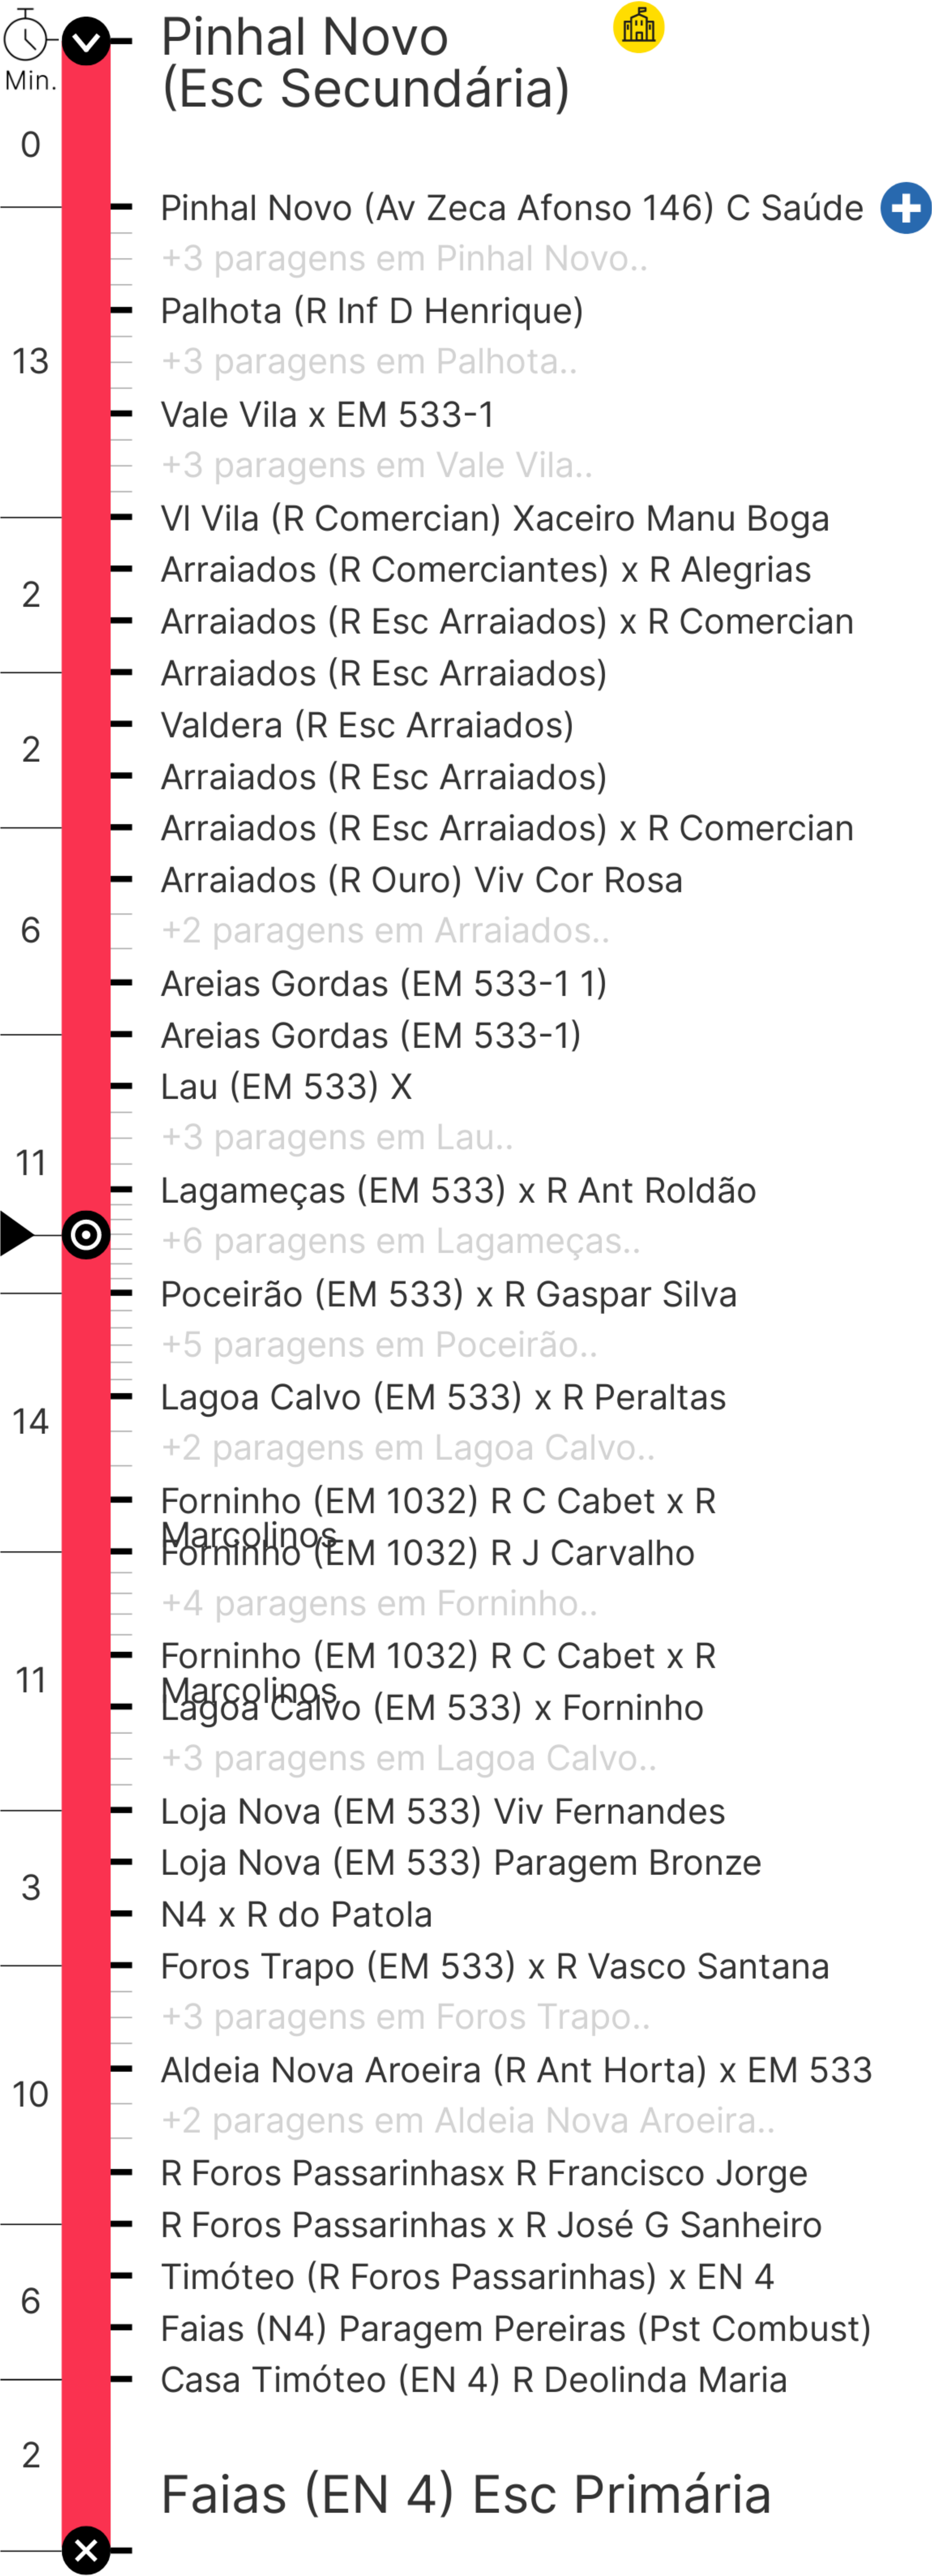 Pinhal Novo
(Esc Secundária)
Min.
0
Pinhal Novo (Av Zeca Afonso 146) C Saúde
+3 paragens em Pinhal Novo..
Palhota (R Inf D Henrique)
13
+3 paragens em Palhota..
Vale Vila x EM 533-1
+3 paragens em Vale Vila..
Vl Vila (R Comercian) Xaceiro Manu Boga
Arraiados (R Comerciantes) x R Alegrias
2
Arraiados (R Esc Arraiados) x R Comercian
Arraiados (R Esc Arraiados)
Valdera (R Esc Arraiados)
2
Arraiados (R Esc Arraiados)
Arraiados (R Esc Arraiados) x R Comercian
Arraiados (R Ouro) Viv Cor Rosa
6
+2 paragens em Arraiados..
Areias Gordas (EM 533-1 1)
Areias Gordas (EM 533-1)
Lau (EM 533) X
+3 paragens em Lau..
11
Lagameças (EM 533) x R Ant Roldão
+6 paragens em Lagameças..
Poceirão (EM 533) x R Gaspar Silva
+5 paragens em Poceirão..
Lagoa Calvo (EM 533) x R Peraltas
14
+2 paragens em Lagoa Calvo..
Forninho (EM 1032) R C Cabet x R
Marcolinos
Forninho (EM 1032) R J Carvalho
+4 paragens em Forninho..
Forninho (EM 1032) R C Cabet x R
11
Marcolinos
Lagoa Calvo (EM 533) x Forninho
+3 paragens em Lagoa Calvo..
Loja Nova (EM 533) Viv Fernandes
Loja Nova (EM 533) Paragem Bronze
3
N4 x R do Patola
Foros Trapo (EM 533) x R Vasco Santana
+3 paragens em Foros Trapo..
Aldeia Nova Aroeira (R Ant Horta) x EM 533
10
+2 paragens em Aldeia Nova Aroeira..
R Foros Passarinhasx R Francisco Jorge
R Foros Passarinhas x R José G Sanheiro
Timóteo (R Foros Passarinhas) x EN 4
6
Faias (N4) Paragem Pereiras (Pst Combust)
Casa Timóteo (EN 4) R Deolinda Maria
2
Faias (EN 4) Esc Primária